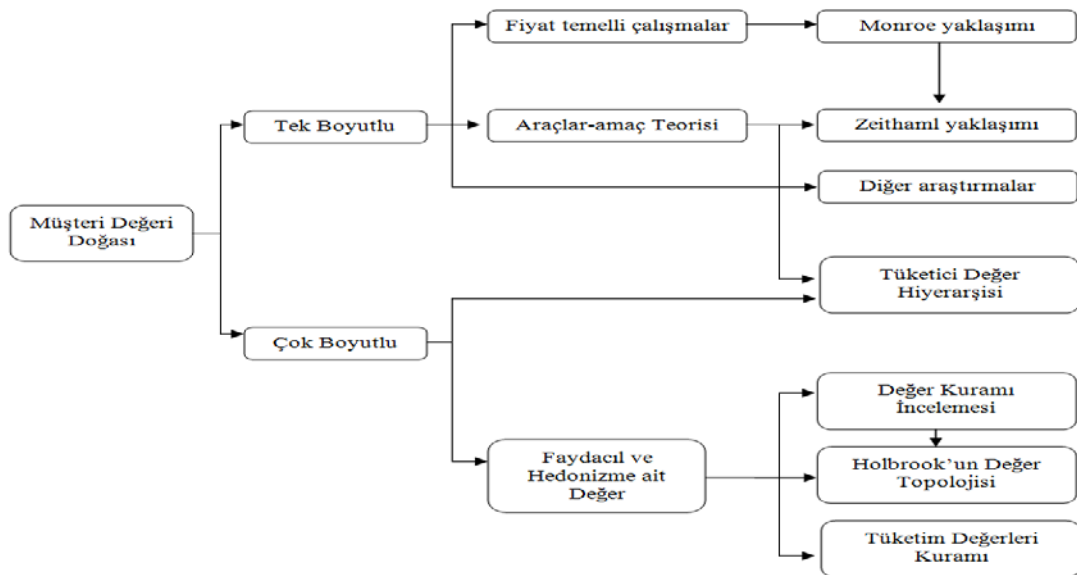 Fiyat temelli çalışmalar
Monroe yaklaşımı
Tek Boyutlu
Araçlar-amaç Teorisi
Zeithaml yaklaşımı
Diğer araştırmalar
Müşteri Değeri
Doğası
Tüketici Değer
Hiyerarşisi
Çok Boyutlu
Değer Kuramı
İncelemesi
Faydacıl ve
Hedonizme ait
Değer
Holbrook’un Değer
Topolojisi
Tüketim Değerleri
Kuramı